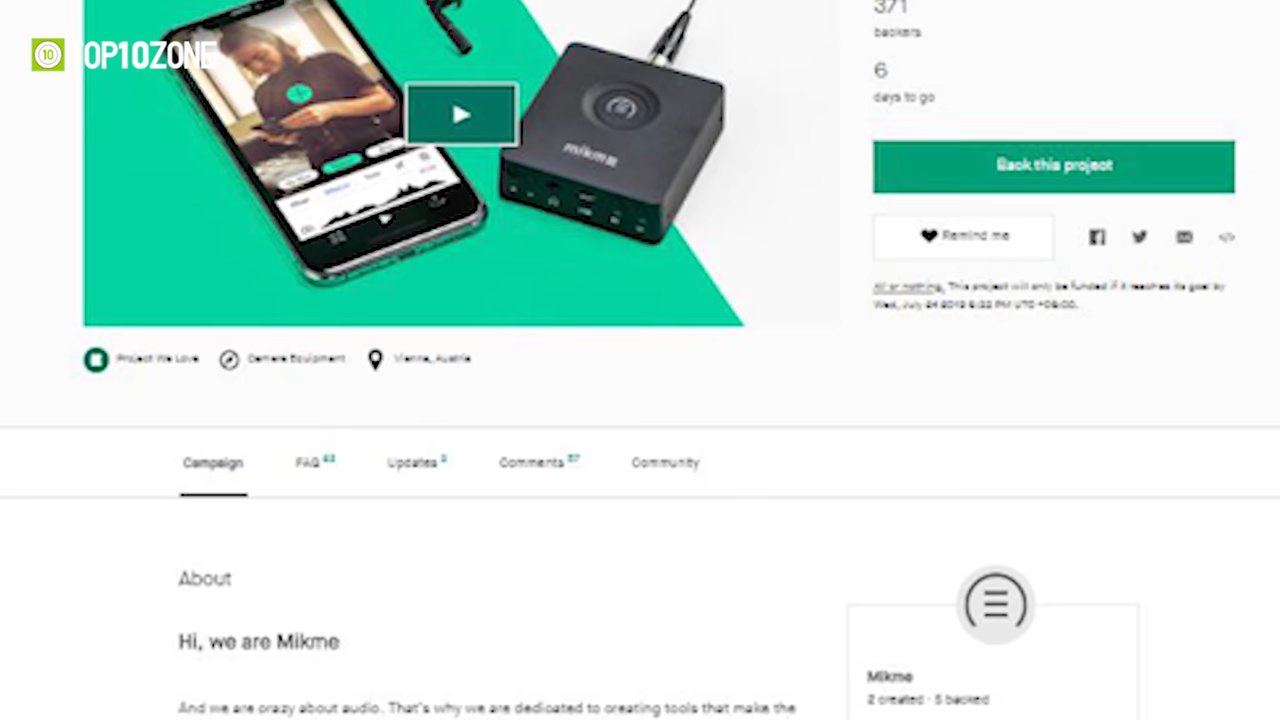 10 TOP10ZONE
371
backers
6
days to go
mikme
Back this project
Remind me
All or nothing. This project will only be funded if it reaches its goal by
Project We Love
Camera Equipment
Vienna, Austria
Campaign
FAQ
Updates
Comments
Community
About
Hi, we are Mikme
And we are crazy about audio. That's why we are dedicated to creating tools that make the
Mikme
2 created · 5 backed